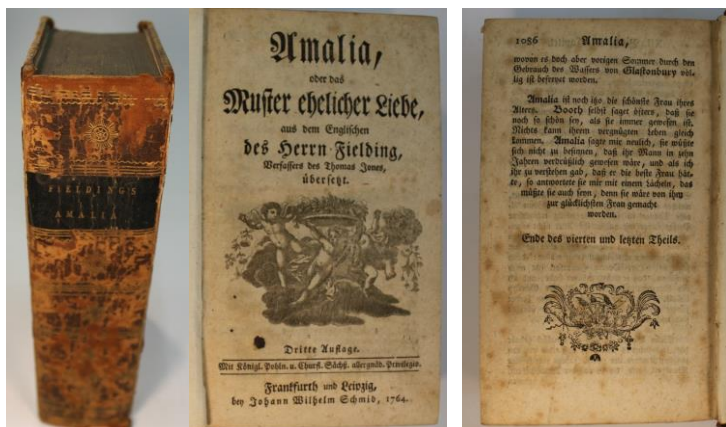 FIELDINGS
AMALIA
Amalia,
oder das
Muster ehelicher Liebe,
aus dem Englischen
des Herrn Fielding,
Verfassers des Thomas Jones,
übersetzt.
Dritte Auflage.
Mit Königl. Pohln. u. Churfl. Sächß. allergnäd. Privilegio.
Frankfurth und Leipzig,
bey Johann Wilhelm Schmid, 1764.
1086 Amalia,
wovon es doch aber vorigen Sommer durch den
Gebrauch des Wassers von Glastonbury völ-
lig ist befreyet worden.
Amalia ist noch itzo die schönste Frau ihres
Alters. Booth selbst saget öfters, daß sie
noch so schön sey, als sie immer gewesen ist.
Nichts kann ihrem vergnügten Leben gleich
kommen. Amalia sagte mir neulich, sie wüßte
sich nicht zu besinnen, daß ihr Mann in zehn
Jahren verdrüßlich gewesen wäre, und als ich
ihr zu verstehen gab, daß er die beste Frau hät-
te, so antwortete sie mir mit einem Lächeln, das
müßte sie auch seyn, denn sie wäre von ihm
zur glücklichsten Frau gemacht
worden.
Ende des vierten und letzten Theils.